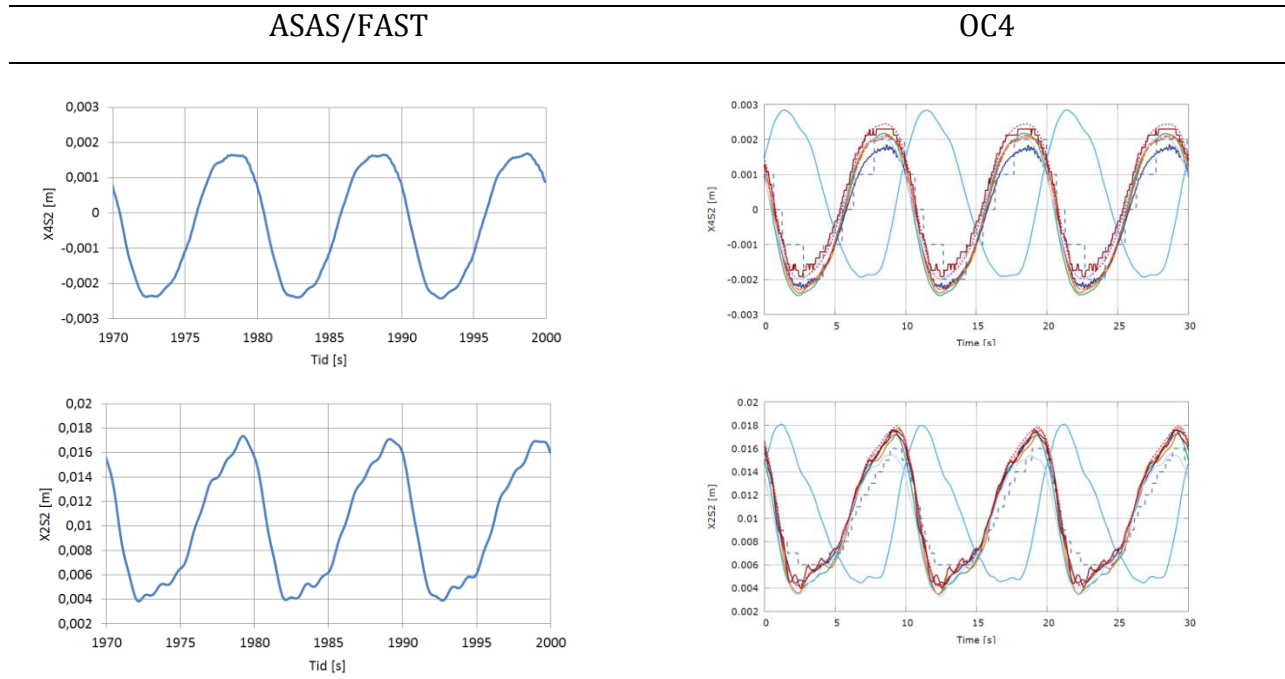 ASAS/FAST OC4
0,003
0,002
0,001
0
-0,001
-0,002
-0,003
X4S2 [m]
1970 1975 1980 1985 1990 1995 2000
Tid [s]
0.003
0.002
0.001
0
-0.001
-0.002
-0.003
X4S2 [m]
0 5 10 15 20 25 30
Time [s]
0,02
0,018
0,016
0,014
0,012
0,01
0,008
0,006
0,004
0,002
X2S2 [m]
1970 1975 1980 1985 1990 1995 2000
Tid [s]
0.02
0.018
0.016
0.014
0.012
0.01
0.008
0.006
0.004
0.002
X2S2 [m]
0 5 10 15 20 25 30
Time [s]